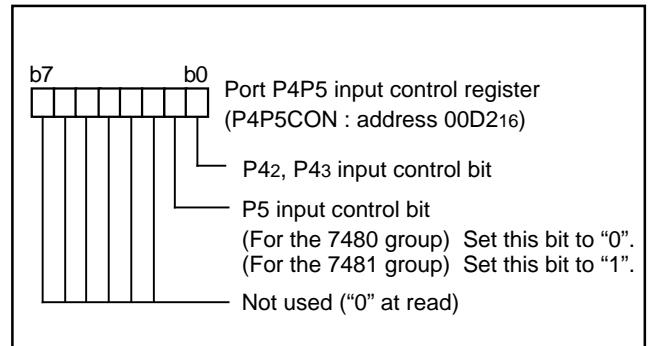 b7 b0
Port P4P5 input control register
(P4P5CON : address 00D216)
P42, P43 input control bit
P5 input control bit
(For the 7480 group) Set this bit to “0”.
(For the 7481 group) Set this bit to “1”.
Not used (“0” at read)